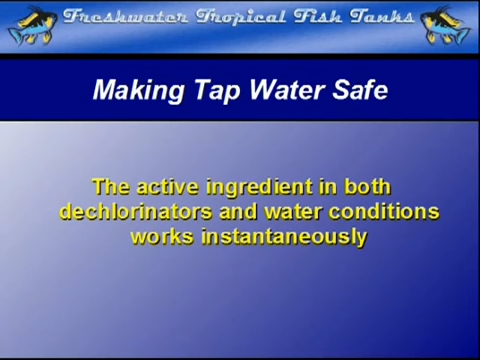 Freshwater Tropical Fish Tanks
Making Tap Water Safe
The active ingredient in both
dechlorinators and water conditions
works instantaneously